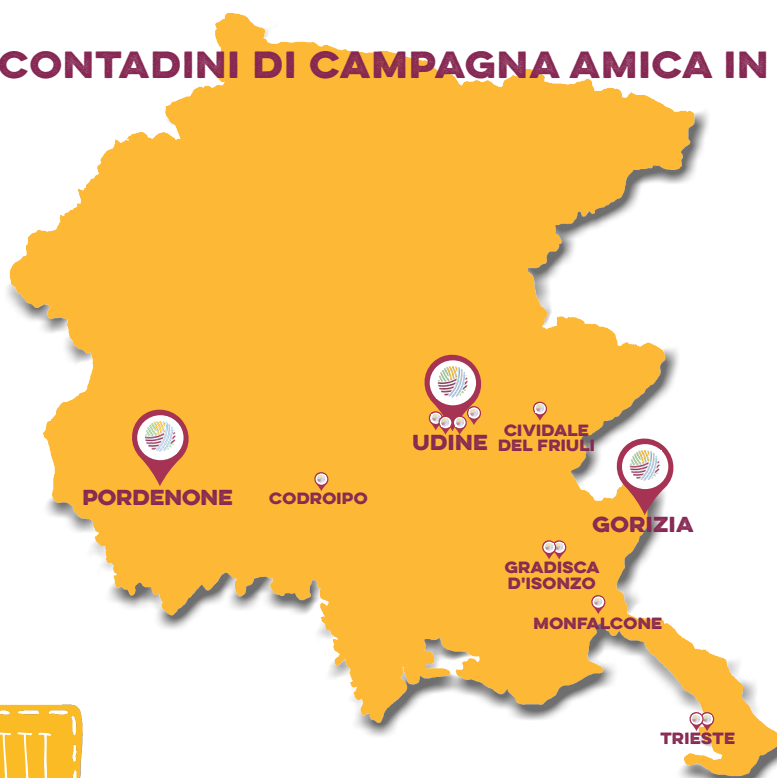 CONTADINI DI CAMPAGNA AMICA IN
UDINE
CIVIDALE
DEL FRIULI
PORDENONE
CODROIPO
GORIZIA
GRADISCA
D'ISONZO
MONFALCONE
TRIESTE